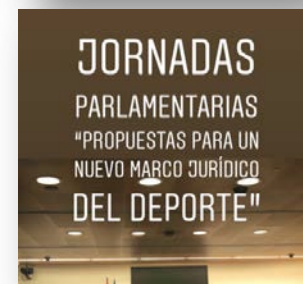 JORNADAS
PARLAMENTARIAS
"PROPUESTAS PARA UN
NUEVO MARCO JURÍDICO
DEL DEPORTE"